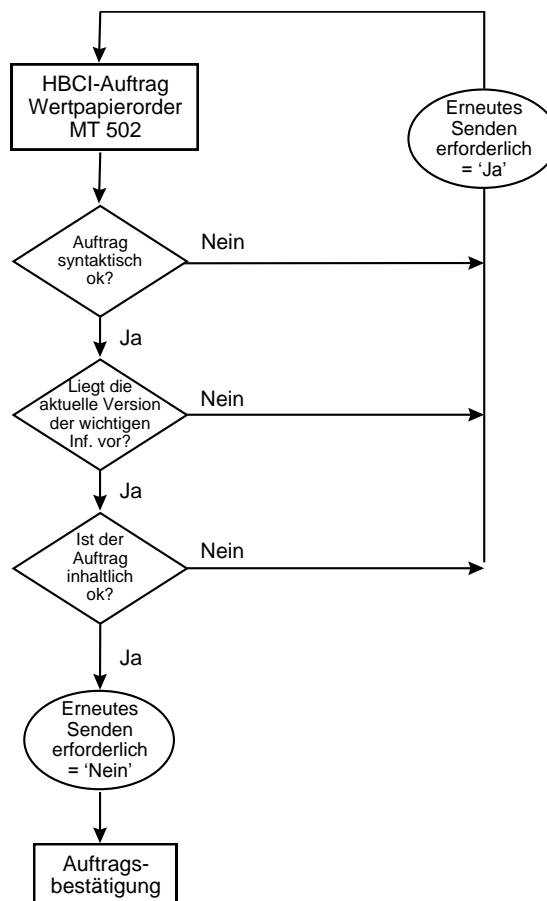 HBCI-Auftrag
Wertpapierorder
MT 502
Erneutes
Senden
erforderlich
= ‘Ja’
Auftrag
syntaktisch
ok?
Nein
Ja
Liegt die
aktuelle Version
der wichtigen
Inf. vor?
Nein
Ja
Ist der
Auftrag
inhaltlich
ok?
Nein
Ja
Erneutes
Senden
erforderlich
= ‘Nein’
Auftrags-
bestätigung